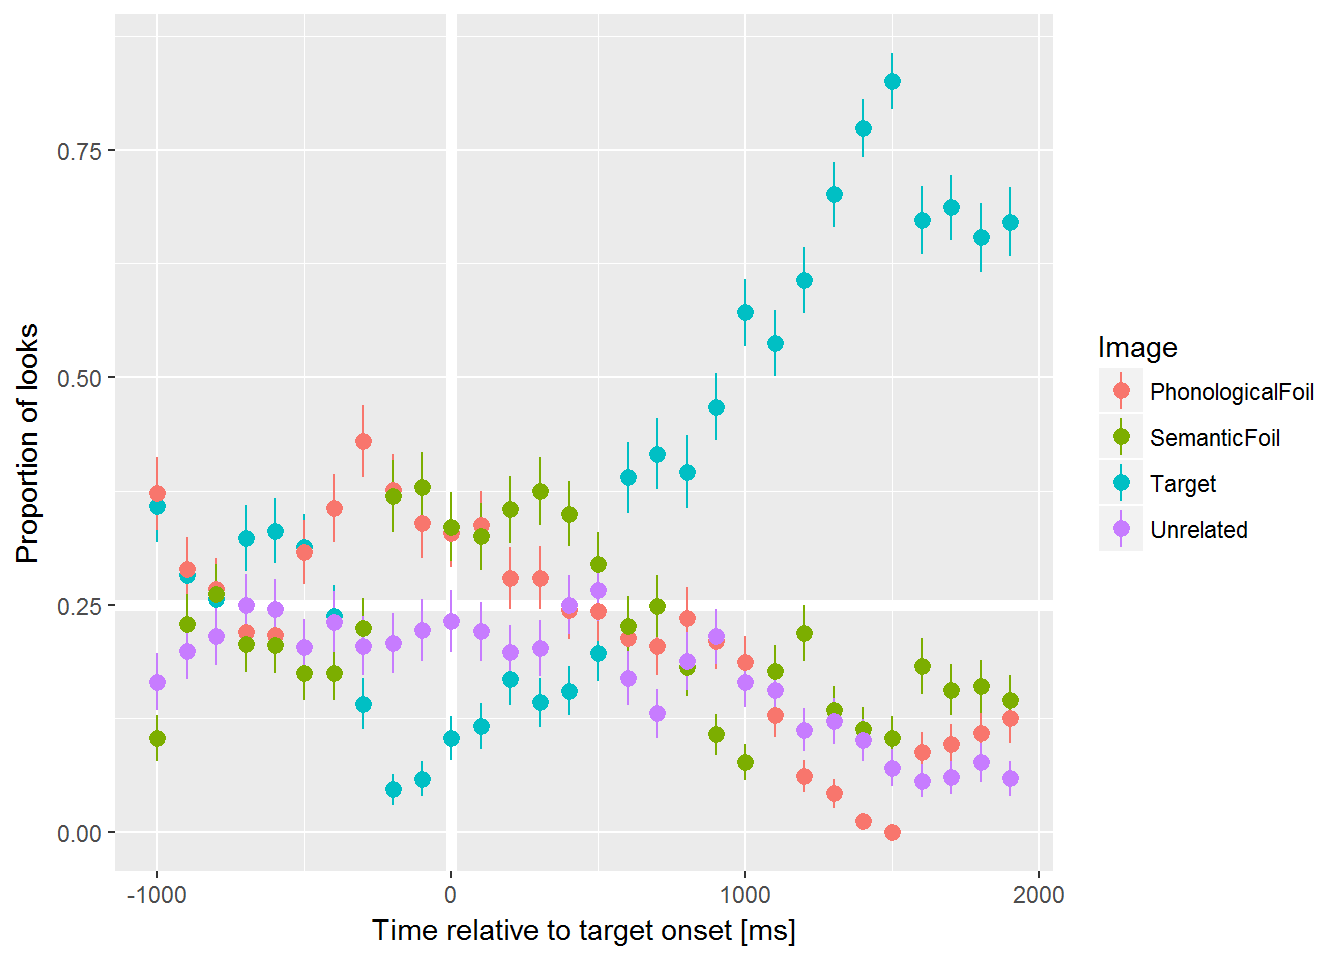 Proportion of looks
0.75
0.50
0.25
0.00
-1000
0
1000
2000
Time relative to target onset [ms]
Image
PhonologicalFoil
SemanticFoil
Target
Unrelated